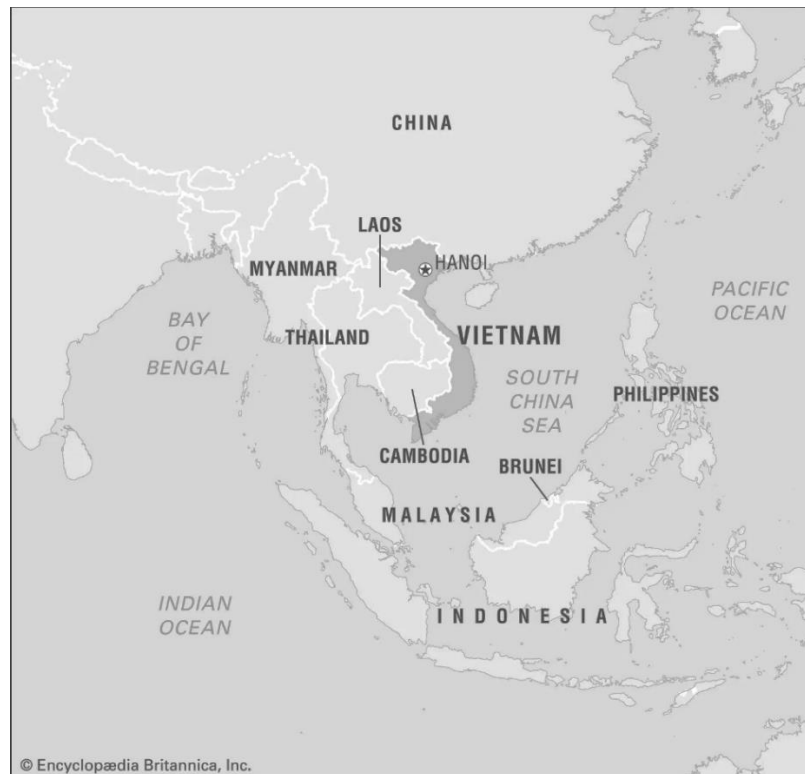 CHINA
LAOS
HANOI
MYANMAR
PACIFIC
OCEAN
BAY
OF
BENGAL
THAILAND
VIETNAM
SOUTH
CHINA
SEA
PHILIPPINES
CAMBODIA
BRUNEI
MALAYSIA
INDIAN
OCEAN
INDONESIA
© Encyclopædia Britannica, Inc.